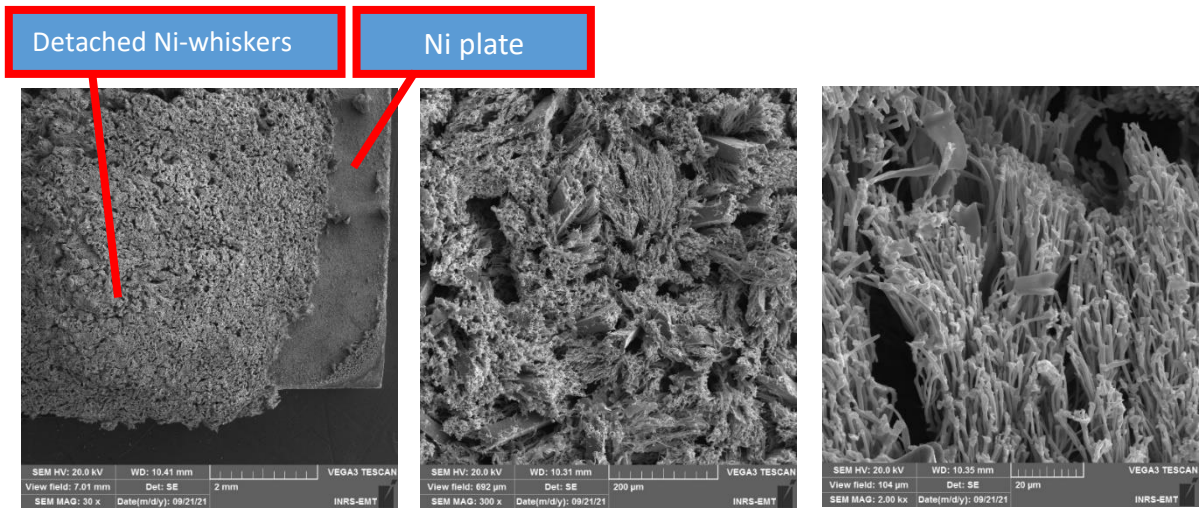 Detached Ni-whiskers
Ni plate
SEM HV: 20.0 kV WD: 10.41 mm VEGA3 TESCAN
View field: 7.01 mm Det: SE 2 mm
SEM MAG: 30 x Date(m/d/y): 09/21/21 INRS-EMT
SEM HV: 20.0 kV WD: 10.31 mm VEGA3 TESCAN
View field: 692 µm Det: SE 200 µm
SEM MAG: 300 x Date(m/d/y): 09/21/21 INRS-EMT
SEM HV: 20.0 kV WD: 10.35 mm VEGA3 TESCAN
View field: 104 µm Det: SE 20 µm
SEM MAG: 2.00 kx Date(m/d/y): 09/21/21 INRS-EMT